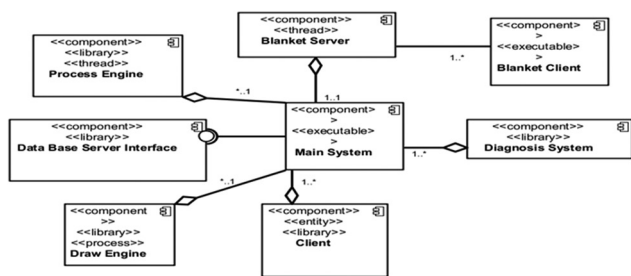 <<component>>
<<library>>
<<thread>>
Process Engine
*..1
<<component>>
<<thread>>
Blanket Server
1..1
1..*
<<component>
>
<<executable>
>
Blanket Client
<<component>>
<<library>>
Data Base Server Interface
<<component>
>
<<executable>
>
Main System
1..*
<<component>>
<<library>>
Diagnosis System
*..1
1..*
<<component
>>
<<library>>
<<process>>
Draw Engine
<<component>>
<<entity>>
<<library>>
Client